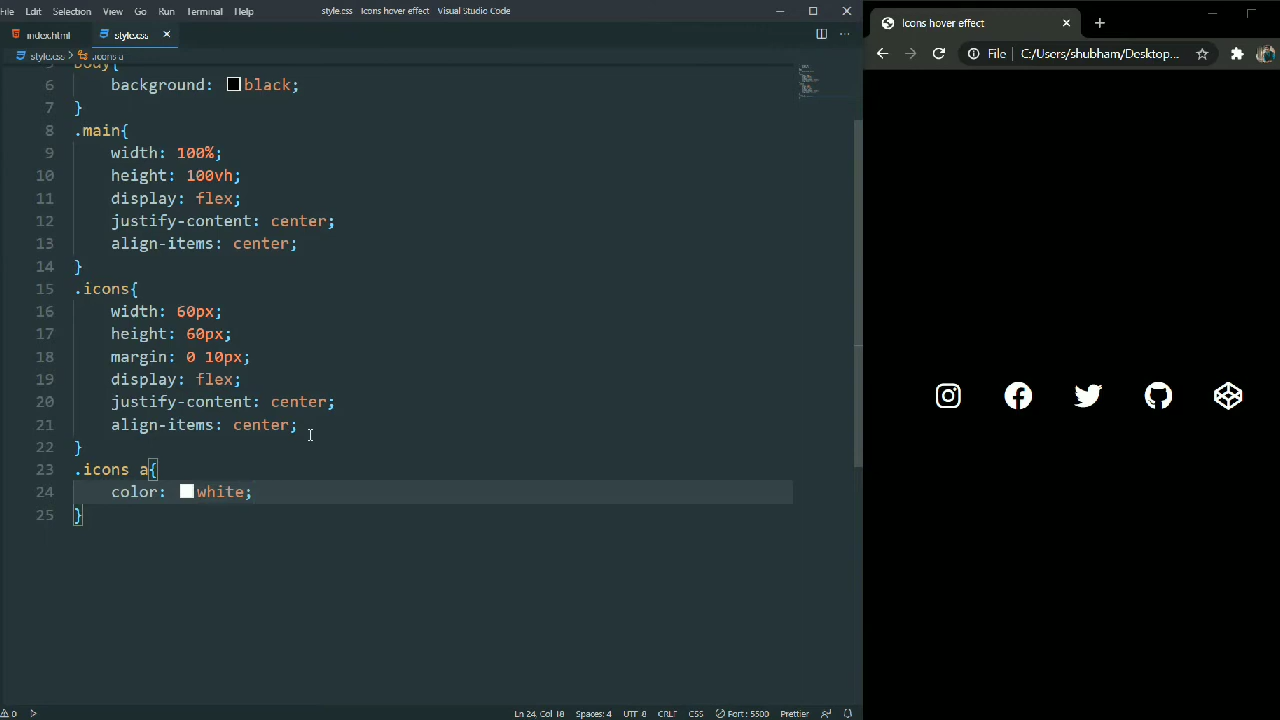 File Edit Selection View Go Run Terminal Help style.css Icons hover effect Visual Studio Code
index.html style.css
style.css .icons a
body{
6 background: black;
7 }
8 .main{
9 width: 100%;
10 height: 100vh;
11 display: flex;
12 justify-content: center;
13 align-items: center;
14 }
15 .icons{
16 width: 60px;
17 height: 60px;
18 margin: 0 10px;
19 display: flex;
20 justify-content: center;
21 align-items: center;
22 }
23 .icons a{
24 color: white;
25 }
0 Ln 24, Col 18 Spaces: 4 UTF-8 CRLF CSS Port : 5500 Prettier
Icons hover effect
File C:/Users/shubham/Desktop...